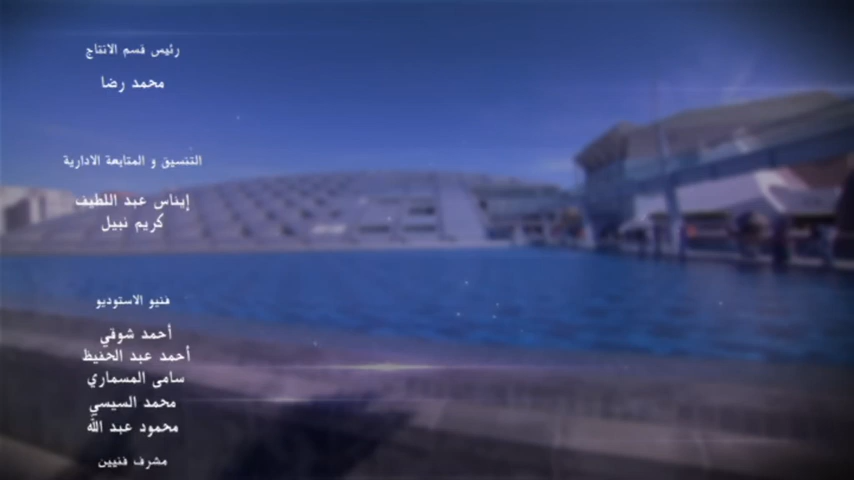 رئيس قسم الانتاج
محمد رضا
التنسيق و المتابعة الادارية
إيناس عبد اللطيف
كريم نبيل
فنيو الاستوديو
أحمد شوقي
أحمد عبد الحفيظ
سامى المسماري
محمد السيسي
محمود عبد الله
مشرف فنيين